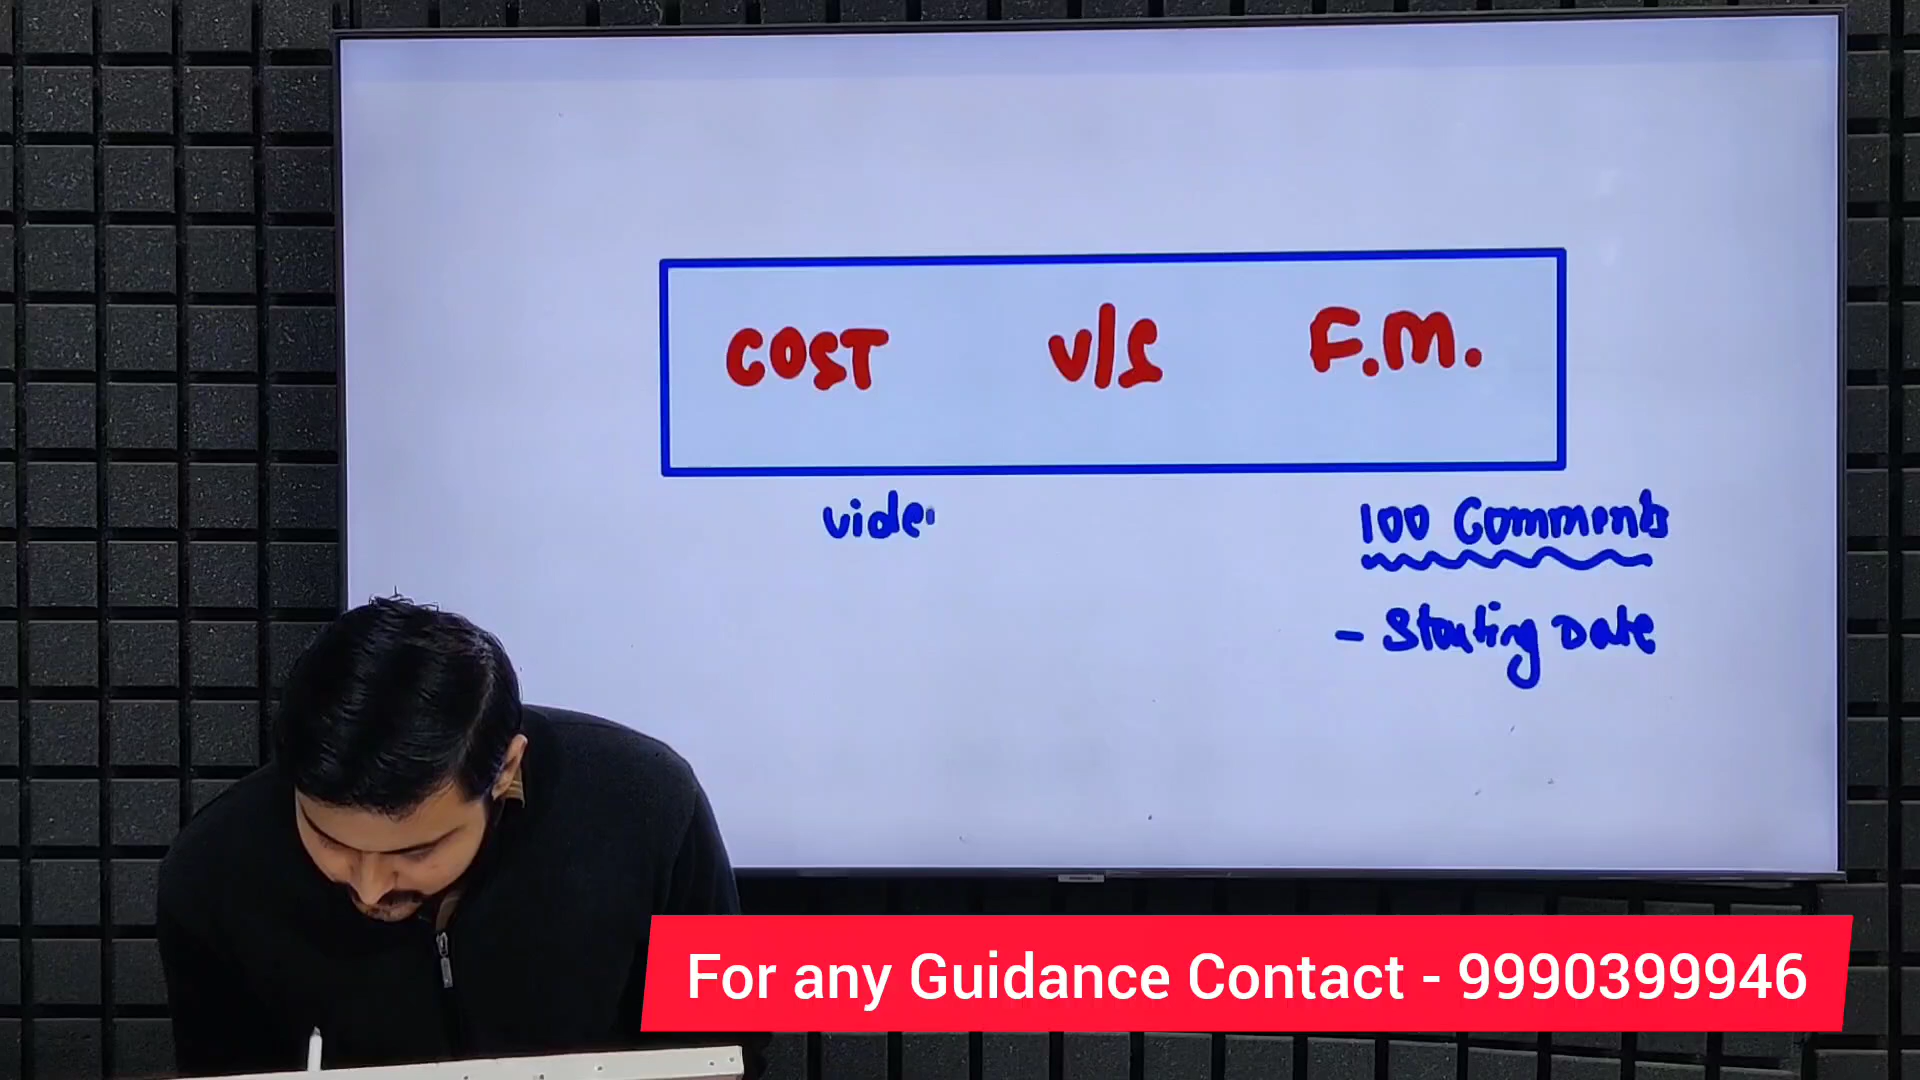 COST V/S F.M.
vide
100 Comments
- Starting Date
For any Guidance Contact - 9990399946